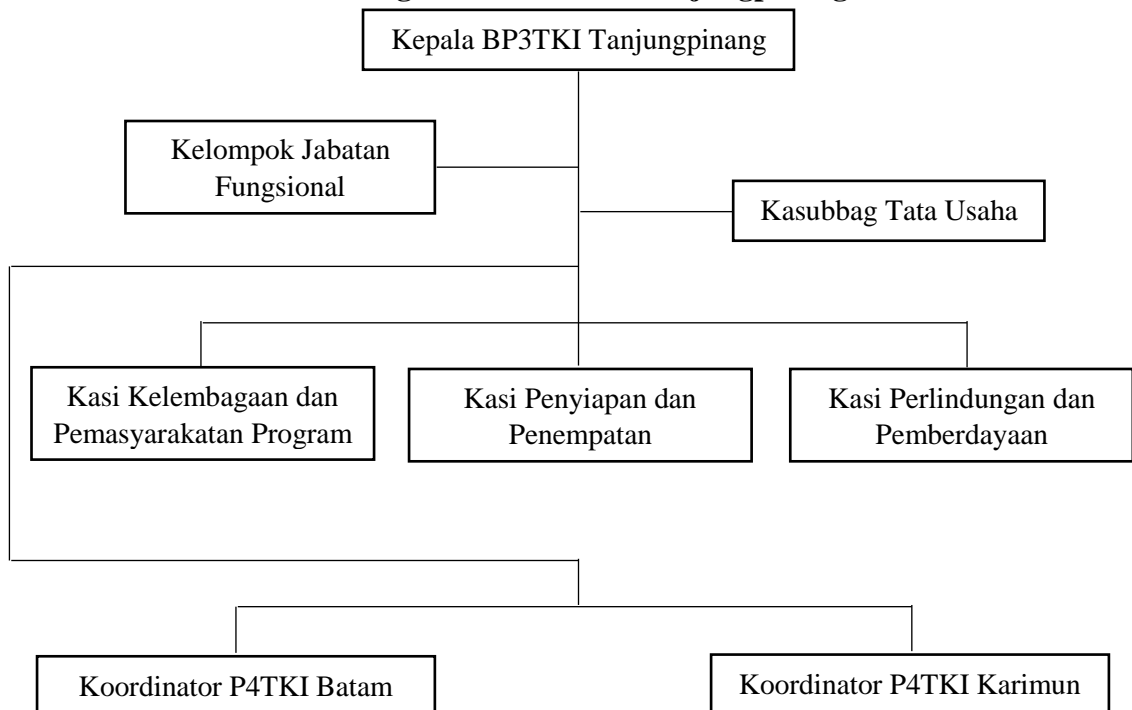 Kepala BP3TKI Tanjungpinang
Kelompok Jabatan
Fungsional
Kasubbag Tata Usaha
Kasi Kelembagaan dan
Pemasyarakatan Program
Kasi Penyiapan dan
Penempatan
Kasi Perlindungan dan
Pemberdayaan
Koordinator P4TKI Batam
Koordinator P4TKI Karimun